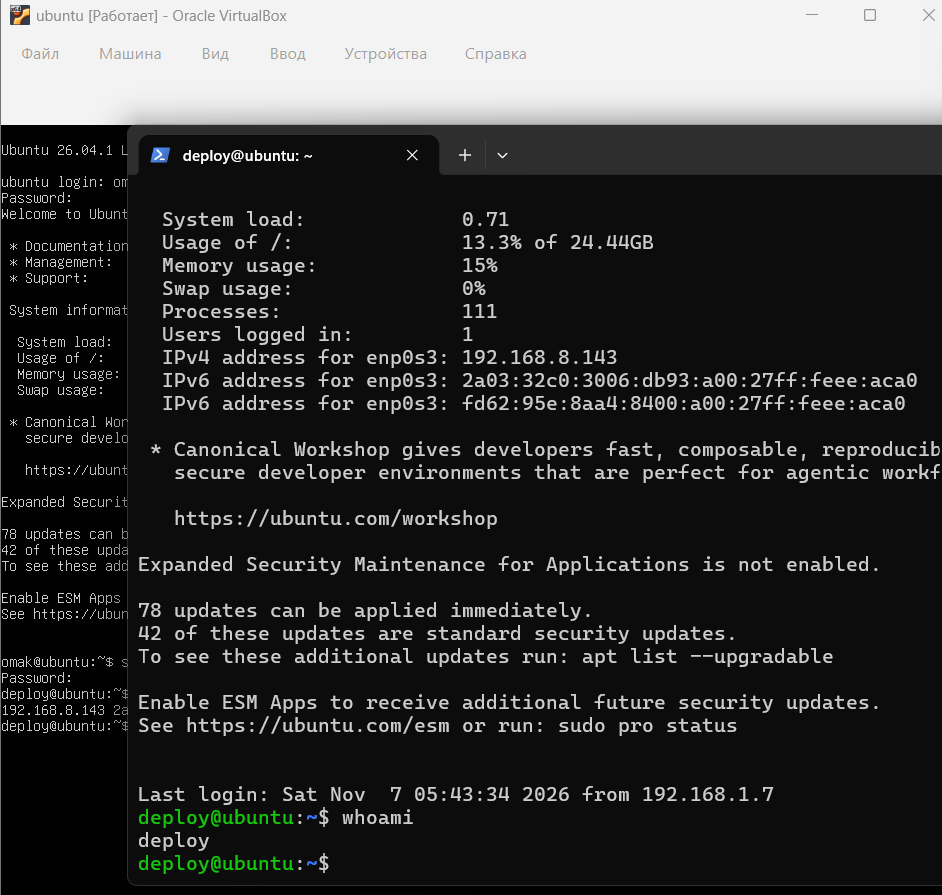 ubuntu [Работает] - Oracle VirtualBox
Файл Машина Вид Ввод Устройства Справка
Ubuntu 26.04.1 L
ubuntu login: om
Password:
Welcome to Ubunt
* Documentation
* Management:
* Support:
System informat
System load:
Usage of /:
Memory usage:
Swap usage:
* Canonical Wor
secure develo
https://ubunt
Expanded Securit
78 updates can b
42 of these upda
To see these add
Enable ESM Apps
See https://ubun
omak@ubuntu:~$ s
Password:
deploy@ubuntu:~$
192.168.8.143 2a
deploy@ubuntu:~$
deploy@ubuntu: ~
System load: 0.71
Usage of /: 13.3% of 24.44GB
Memory usage: 15%
Swap usage: 0%
Processes: 111
Users logged in: 1
IPv4 address for enp0s3: 192.168.8.143
IPv6 address for enp0s3: 2a03:32c0:3006:db93:a00:27ff:feee:aca0
IPv6 address for enp0s3: fd62:95e:8aa4:8400:a00:27ff:feee:aca0
* Canonical Workshop gives developers fast, composable, reproducib
secure developer environments that are perfect for agentic workf
https://ubuntu.com/workshop
Expanded Security Maintenance for Applications is not enabled.
78 updates can be applied immediately.
42 of these updates are standard security updates.
To see these additional updates run: apt list --upgradable
Enable ESM Apps to receive additional future security updates.
See https://ubuntu.com/esm or run: sudo pro status
Last login: Sat Nov  7 05:43:34 2026 from 192.168.1.7
deploy@ubuntu:~$ whoami
deploy
deploy@ubuntu:~$